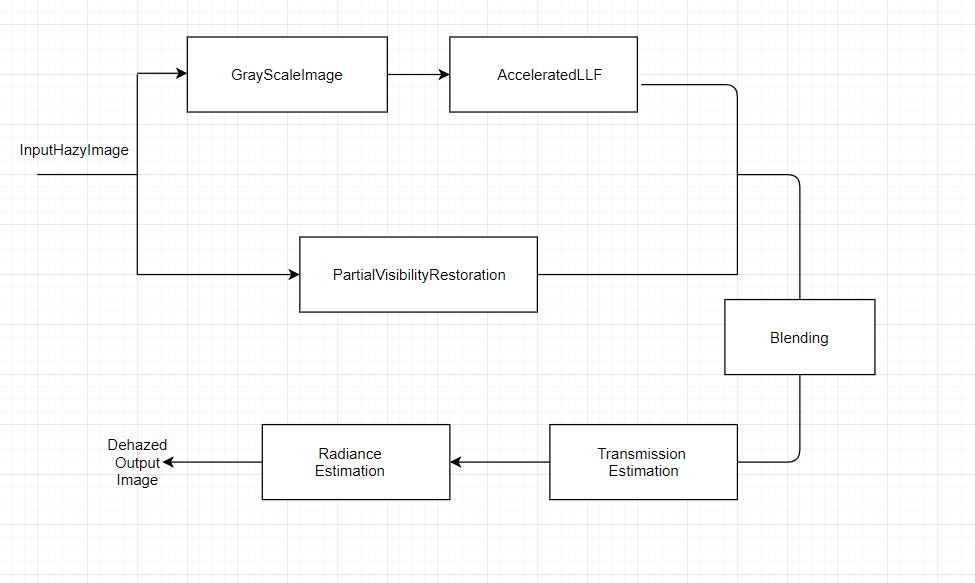 GrayScaleImage
AcceleratedLLF
InputHazyImage
PartialVisibilityRestoration
Blending
Dehazed
Output
Image
Radiance
Estimation
Transmission
Estimation